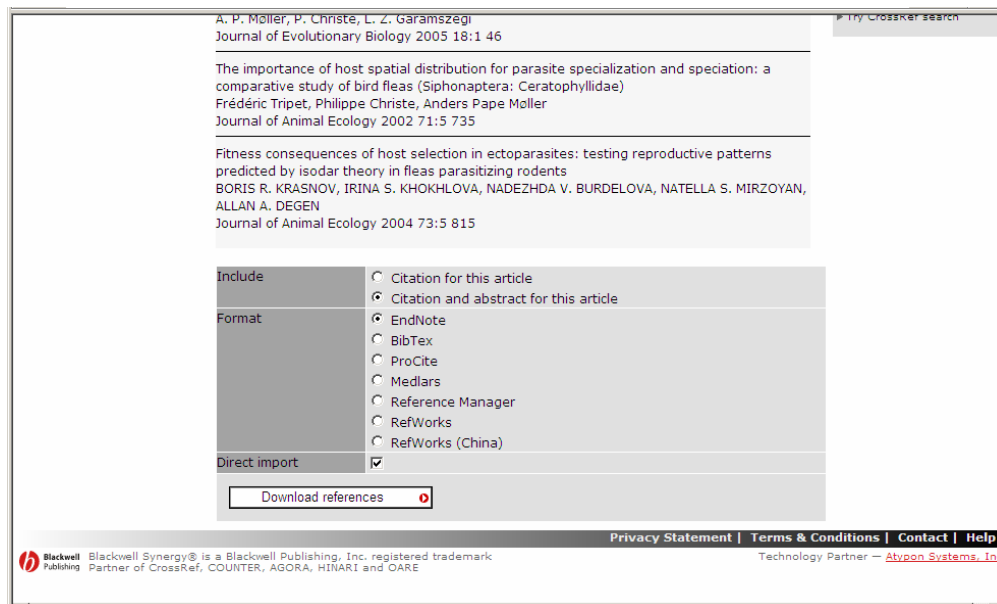 A. P. Møller, P. Christe, L. Z. Garamszegi
Journal of Evolutionary Biology 2005 18:1 46
Try CrossRef search
The importance of host spatial distribution for parasite specialization and speciation: a
comparative study of bird fleas (Siphonaptera: Ceratophyllidae)
Frédéric Tripet, Philippe Christe, Anders Pape Møller
Journal of Animal Ecology 2002 71:5 735
Fitness consequences of host selection in ectoparasites: testing reproductive patterns
predicted by isodar theory in fleas parasitizing rodents
BORIS R. KRASNOV, IRINA S. KHOKHLOVA, NADEZHDA V. BURDELOVA, NATELLA S. MIRZOYAN,
ALLAN A. DEGEN
Journal of Animal Ecology 2004 73:5 815
Include
Citation for this article
Citation and abstract for this article
Format
EndNote
BibTex
ProCite
Medlars
Reference Manager
RefWorks
RefWorks (China)
Direct import
Download references
Privacy Statement | Terms & Conditions | Contact | Help
b Blackwell Publishing
Blackwell Synergy® is a Blackwell Publishing, Inc. registered trademark
Partner of CrossRef, COUNTER, AGORA, HINARI and OARE
Technology Partner — Atypon Systems, In